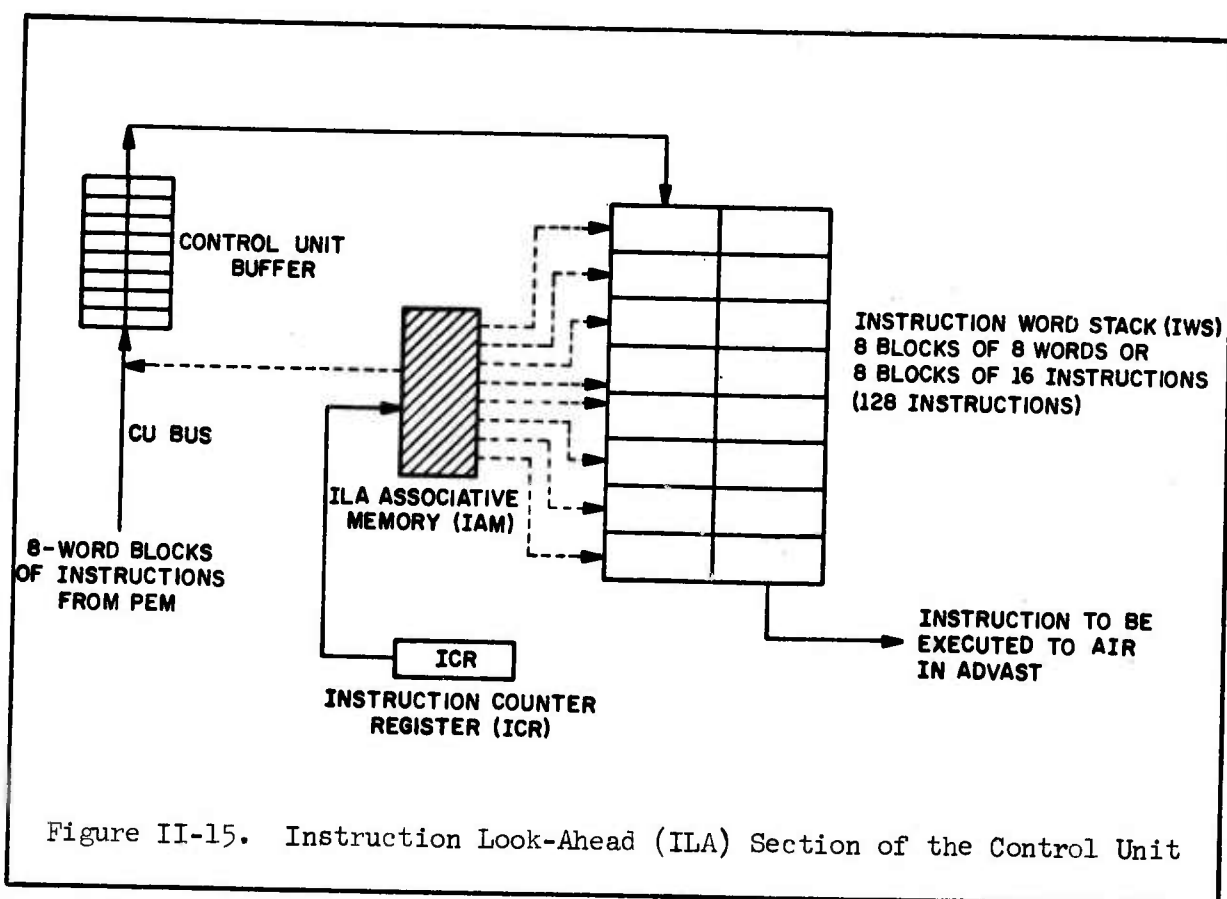 CONTROL UNIT
BUFFER
INSTRUCTION WORD STACK (IWS)
8 BLOCKS OF 8 WORDS OR
8 BLOCKS OF 16 INSTRUCTIONS
(128 INSTRUCTIONS)
CU BUS
ILA ASSOCIATIVE
MEMORY (IAM)
8-WORD BLOCKS
OF INSTRUCTIONS
FROM PEM
INSTRUCTION TO BE
EXECUTED TO AIR
IN ADVAST
ICR
INSTRUCTION COUNTER
REGISTER (ICR)
Figure II-15. Instruction Look-Ahead (ILA) Section of the Control Unit